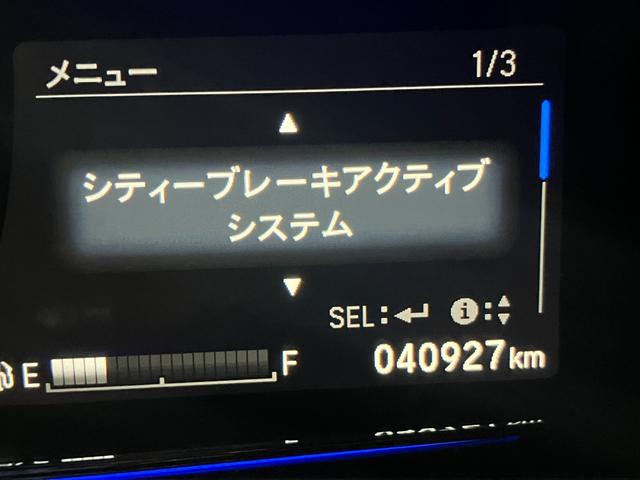 メニュー 1/3
▲
シティーブレーキアクティブ
システム
▼
SEL:↵ i:▲▼
E F 040927km